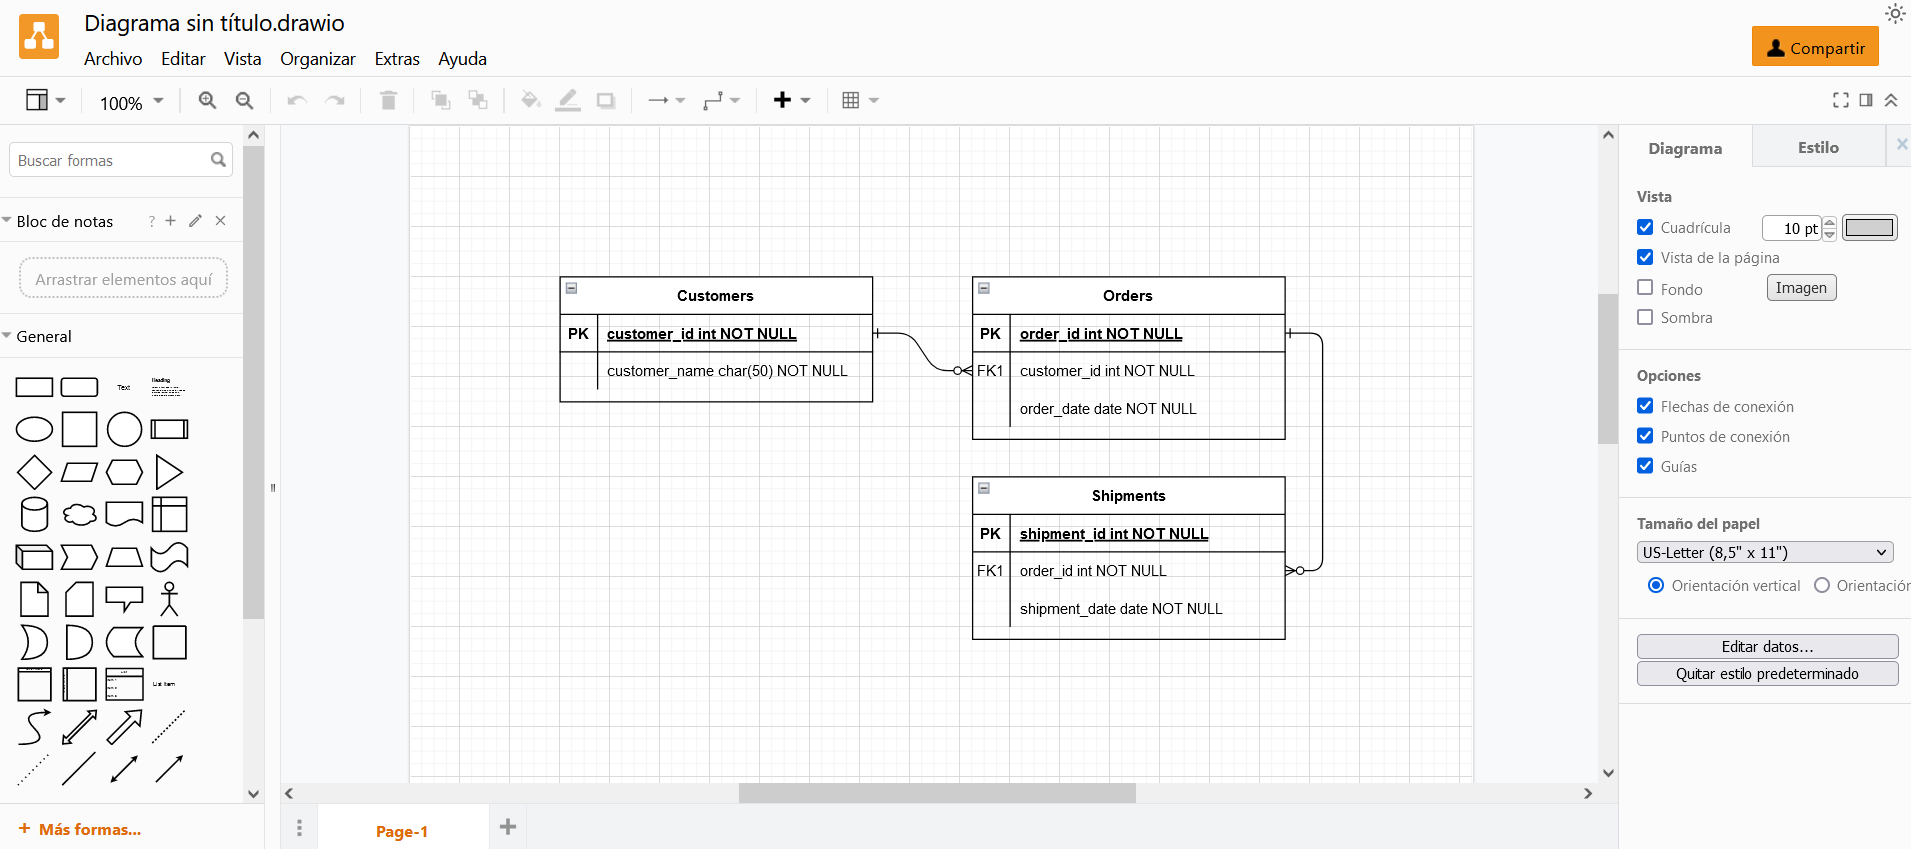 Diagrama sin título.drawio
Archivo Editar Vista Organizar Extras Ayuda
Compartir
100%
Buscar formas
Bloc de notas ?
Arrastrar elementos aquí
General
Text
Heading
List Item
+ Más formas...
Customers
PK customer_id int NOT NULL
customer_name char(50) NOT NULL
Orders
PK order_id int NOT NULL
FK1 customer_id int NOT NULL
order_date date NOT NULL
Shipments
PK shipment_id int NOT NULL
FK1 order_id int NOT NULL
shipment_date date NOT NULL
Page-1
Diagrama Estilo
Vista
Cuadrícula 10 pt
Vista de la página
Fondo Imagen
Sombra
Opciones
Flechas de conexión
Puntos de conexión
Guías
Tamaño del papel
US-Letter (8,5" x 11")
Orientación vertical Orientación
Editar datos...
Quitar estilo predeterminado